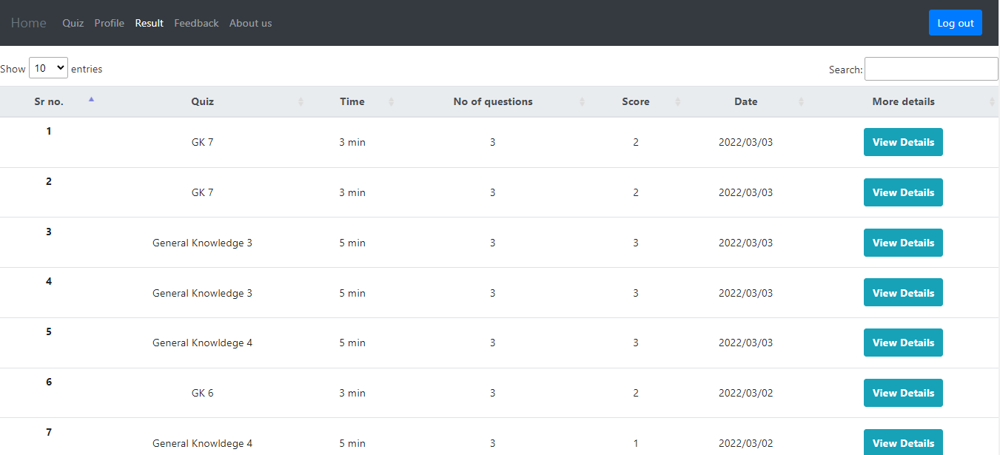 Home Quiz Profile Result Feedback About us Log out
Show 10 entries Search:
Sr no. Quiz Time No of questions Score Date More details
1 GK 7 3 min 3 2 2022/03/03 View Details
2 GK 7 3 min 3 2 2022/03/03 View Details
3 General Knowledge 3 5 min 3 3 2022/03/03 View Details
4 General Knowledge 3 5 min 3 3 2022/03/03 View Details
5 General Knowldege 4 5 min 3 3 2022/03/03 View Details
6 GK 6 3 min 3 2 2022/03/02 View Details
7 General Knowldege 4 5 min 3 1 2022/03/02 View Details